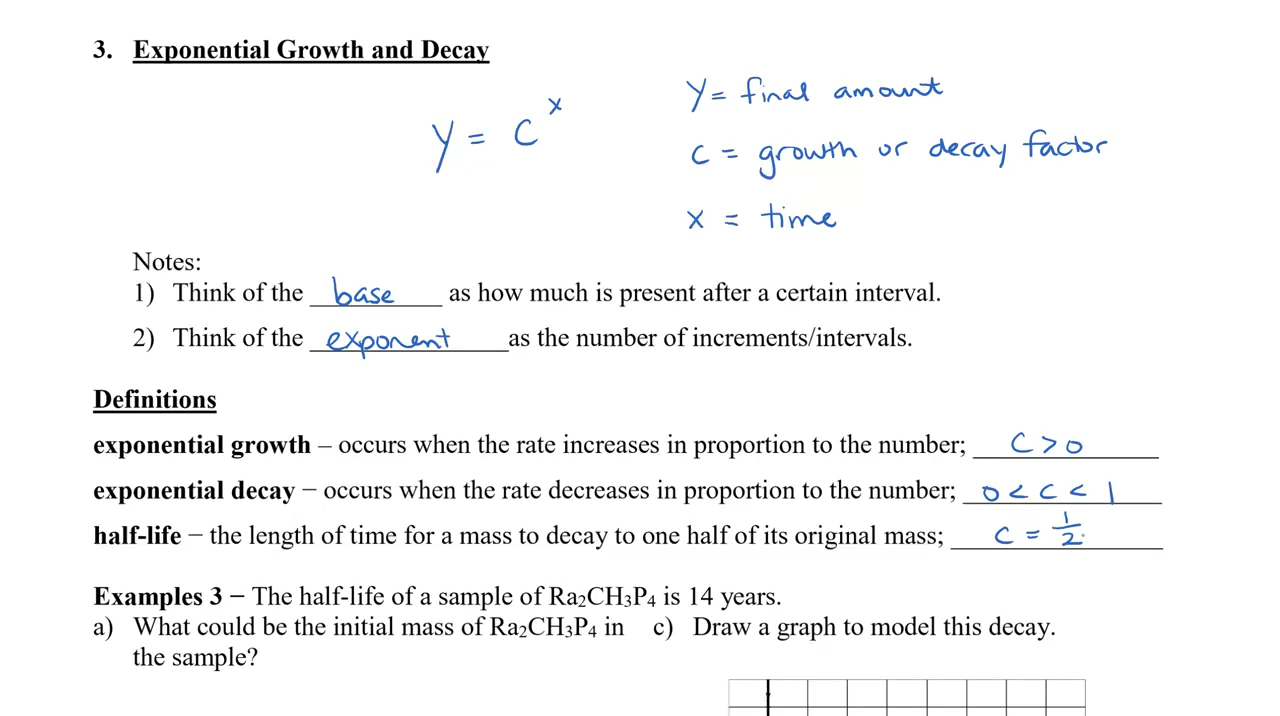 3. Exponential Growth and Decay
y = c^x
y = final amount
c = growth or decay factor
x = time
Notes:
1) Think of the base as how much is present after a certain interval.
2) Think of the exponent as the number of increments/intervals.
Definitions
exponential growth – occurs when the rate increases in proportion to the number; c > 0
exponential decay − occurs when the rate decreases in proportion to the number; 0 < c < 1
half-life − the length of time for a mass to decay to one half of its original mass; c = 1/2
Examples 3 − The half-life of a sample of Ra₂CH₃P₄ is 14 years.
a) What could be the initial mass of Ra₂CH₃P₄ in
the sample?
c) Draw a graph to model this decay.